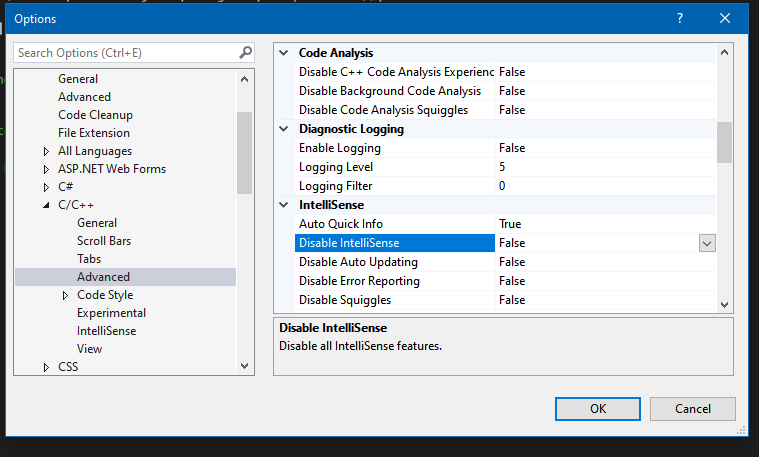 Options
?
Search Options (Ctrl+E)
General
Advanced
Code Cleanup
File Extension
All Languages
ASP.NET Web Forms
C#
C/C++
General
Scroll Bars
Tabs
Advanced
Code Style
Experimental
IntelliSense
View
CSS
Code Analysis
Disable C++ Code Analysis Experienc False
Disable Background Code Analysis False
Disable Code Analysis Squiggles False
Diagnostic Logging
Enable Logging False
Logging Level 5
Logging Filter 0
IntelliSense
Auto Quick Info True
Disable IntelliSense False
Disable Auto Updating False
Disable Error Reporting False
Disable Squiggles False
Disable IntelliSense
Disable all IntelliSense features.
OK Cancel